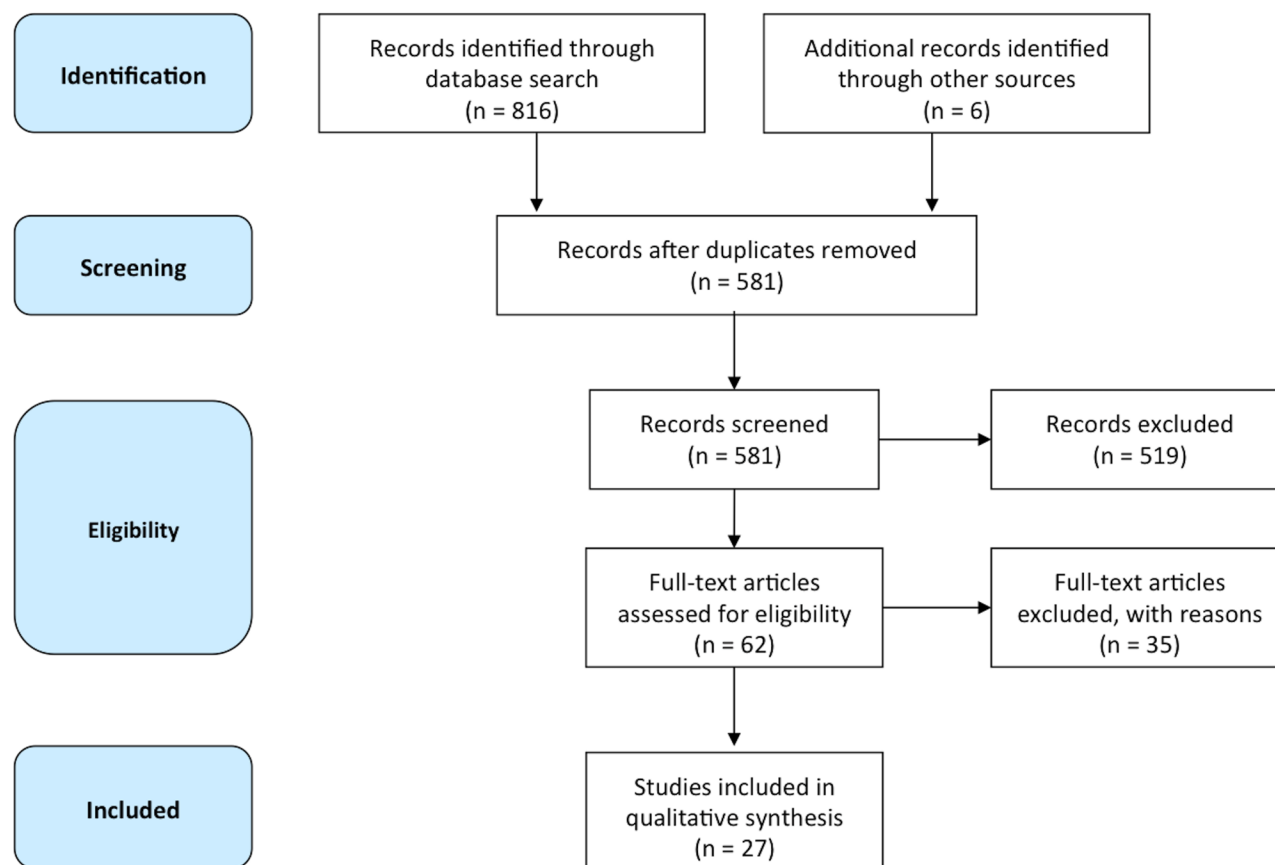 Identification
Records identified through
database search
(n = 816)
Additional records identified
through other sources
(n = 6)
Screening
Records after duplicates removed
(n = 581)
Eligibility
Records screened
(n = 581)
Records excluded
(n = 519)
Full-text articles
assessed for eligibility
(n = 62)
Full-text articles
excluded, with reasons
(n = 35)
Included
Studies included in
qualitative synthesis
(n = 27)